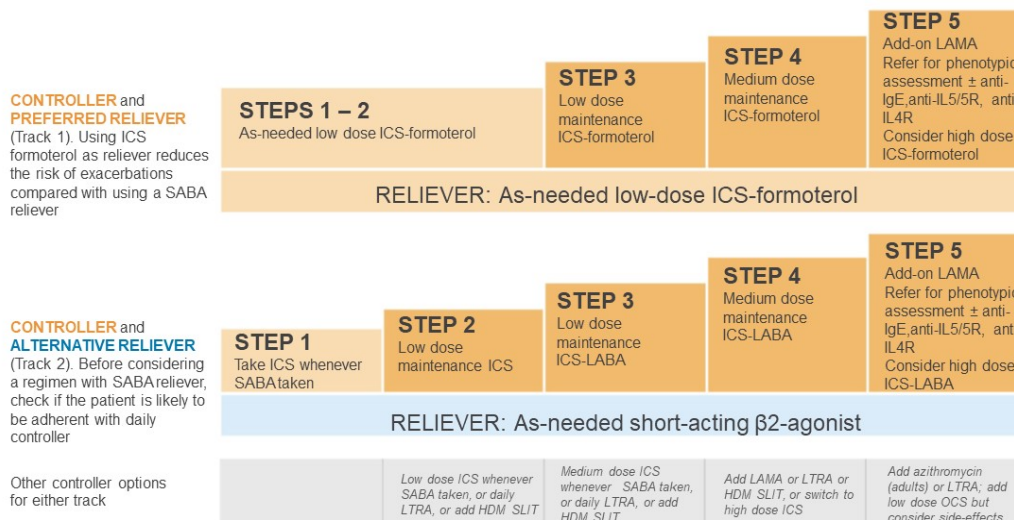 CONTROLLER and
PREFERRED RELIEVER
(Track 1). Using ICS
formoterol as reliever reduces
the risk of exacerbations
compared with using a SABA
reliever
STEPS 1 – 2
As-needed low dose ICS-formoterol
STEP 3
Low dose
maintenance
ICS-formoterol
STEP 4
Medium dose
maintenance
ICS-formoterol
STEP 5
Add-on LAMA
Refer for phenotypic
assessment ± anti-
IgE,anti-IL5/5R, anti
IL4R
Consider high dose
ICS-formoterol
RELIEVER: As-needed low-dose ICS-formoterol
CONTROLLER and
ALTERNATIVE RELIEVER
(Track 2). Before considering
a regimen with SABA reliever,
check if the patient is likely to
be adherent with daily
controller
STEP 1
Take ICS whenever
SABA taken
STEP 2
Low dose
maintenance ICS
STEP 3
Low dose
maintenance
ICS-LABA
STEP 4
Medium dose
maintenance
ICS-LABA
STEP 5
Add-on LAMA
Refer for phenotypic
assessment ± anti-
IgE,anti-IL5/5R, anti
IL4R
Consider high dose
ICS-LABA
RELIEVER: As-needed short-acting β2-agonist
Other controller options
for either track
Low dose ICS whenever
SABA taken, or daily
LTRA, or add HDM SLIT
Medium dose ICS
whenever SABA taken,
or daily LTRA, or add
HDM SLIT
Add LAMA or LTRA or
HDM SLIT, or switch to
high dose ICS
Add azithromycin
(adults) or LTRA; add
low dose OCS but
consider side-effects